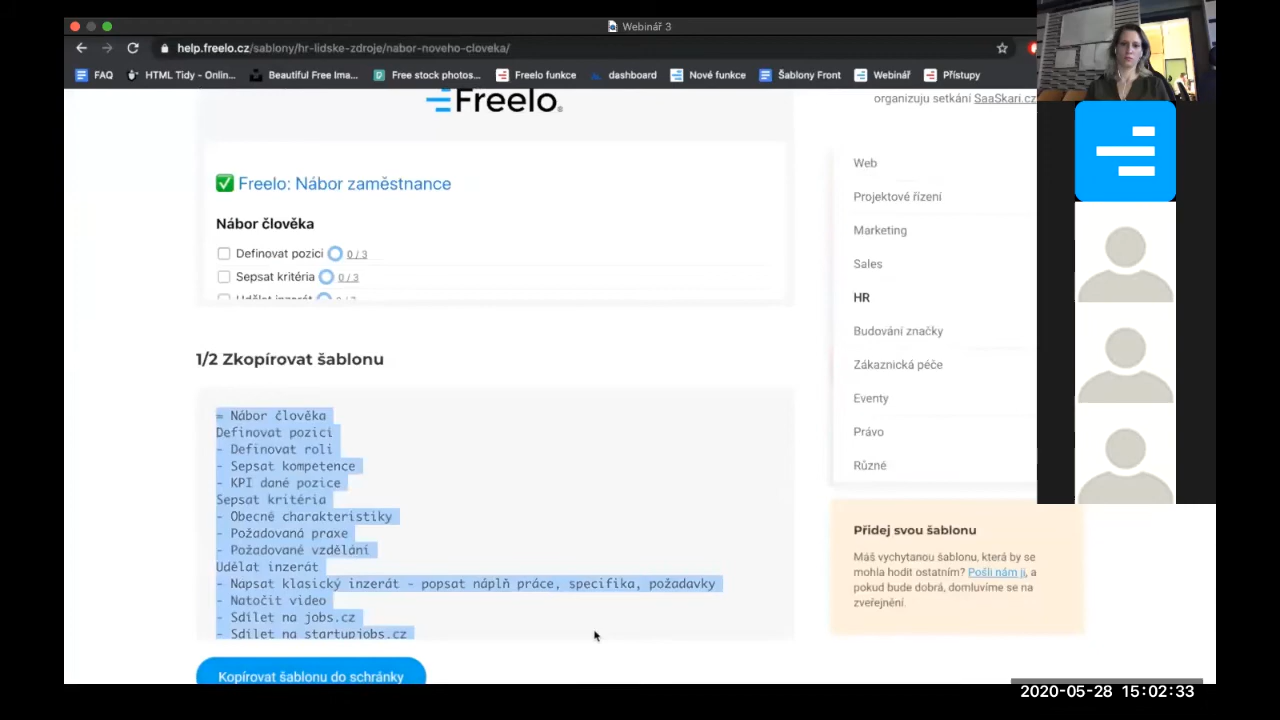 Webinář 3
help.freelo.cz/sablony/hr-lidske-zdroje/nabor-noveho-cloveka/
FAQ
HTML Tidy - Onlin...
Beautiful Free Ima...
Free stock photos...
Freelo funkce
dashboard
Nové funkce
Šablony Front
Webinář
Přístupy
Freelo
organizuju setkání SaaSkari.cz
✅ Freelo: Nábor zaměstnance
Nábor člověka
Definovat pozici 0 / 3
Sepsat kritéria 0 / 3
Udělat inzerát
1/2 Zkopírovat šablonu
= Nábor člověka
Definovat pozici
- Definovat roli
- Sepsat kompetence
- KPI dané pozice
Sepsat kritéria
- Obecné charakteristiky
- Požadovaná praxe
- Požadované vzdělání
Udělat inzerát
- Napsat klasický inzerát - popsat náplň práce, specifika, požadavky
- Natočit video
- Sdílet na jobs.cz
- Sdílet na startupjobs.cz
Kopírovat šablonu do schránky
Web
Projektové řízení
Marketing
Sales
HR
Budování značky
Zákaznická péče
Eventy
Právo
Různé
Přidej svou šablonu
Máš vychytanou šablonu, která by se
mohla hodit ostatním? Pošli nám ji, a
pokud bude dobrá, domluvíme se na
zveřejnění.
2020-05-28 15:02:33